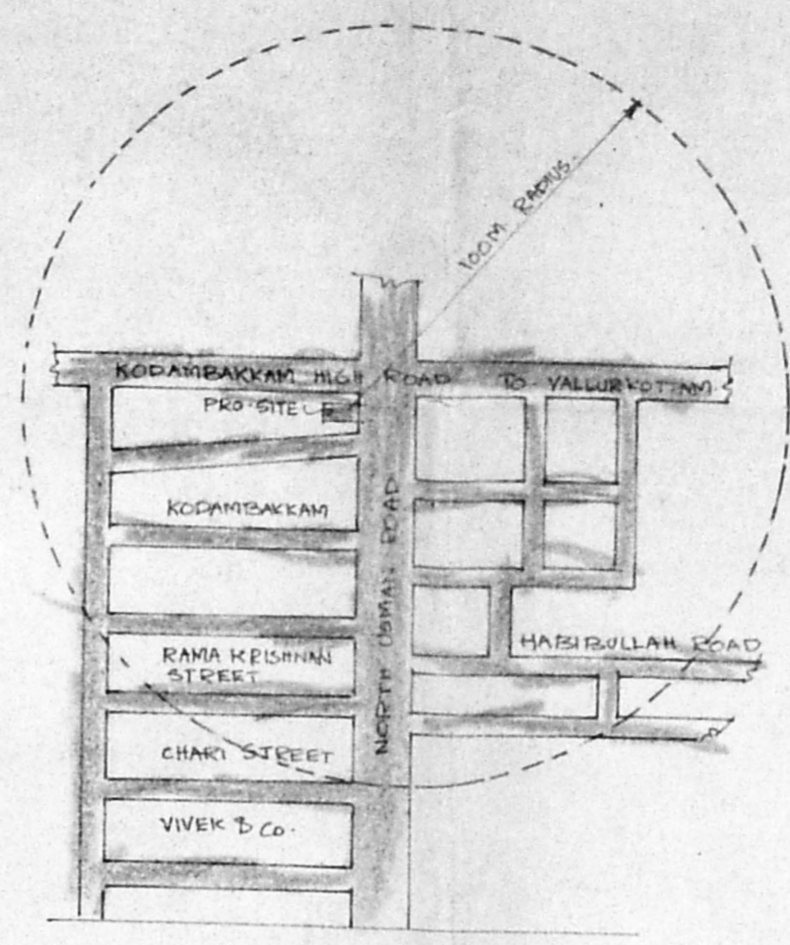 100M RADIUS.
KODAMBAKKAM HIGH ROAD TO VALLURKOTTAM
PRO-SITE
KODAMBAKKAM
NORTH USMAN ROAD
HABIBULLAH ROAD
RAMA KRISHNAN
STREET
CHARI STREET
VIVEK & CO.